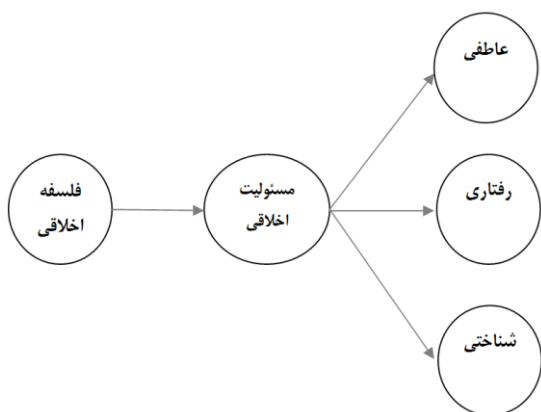 عاطفی
فلسفه
اخلاقی
مسئولیت
اخلاقی
رفتاری
شناختی